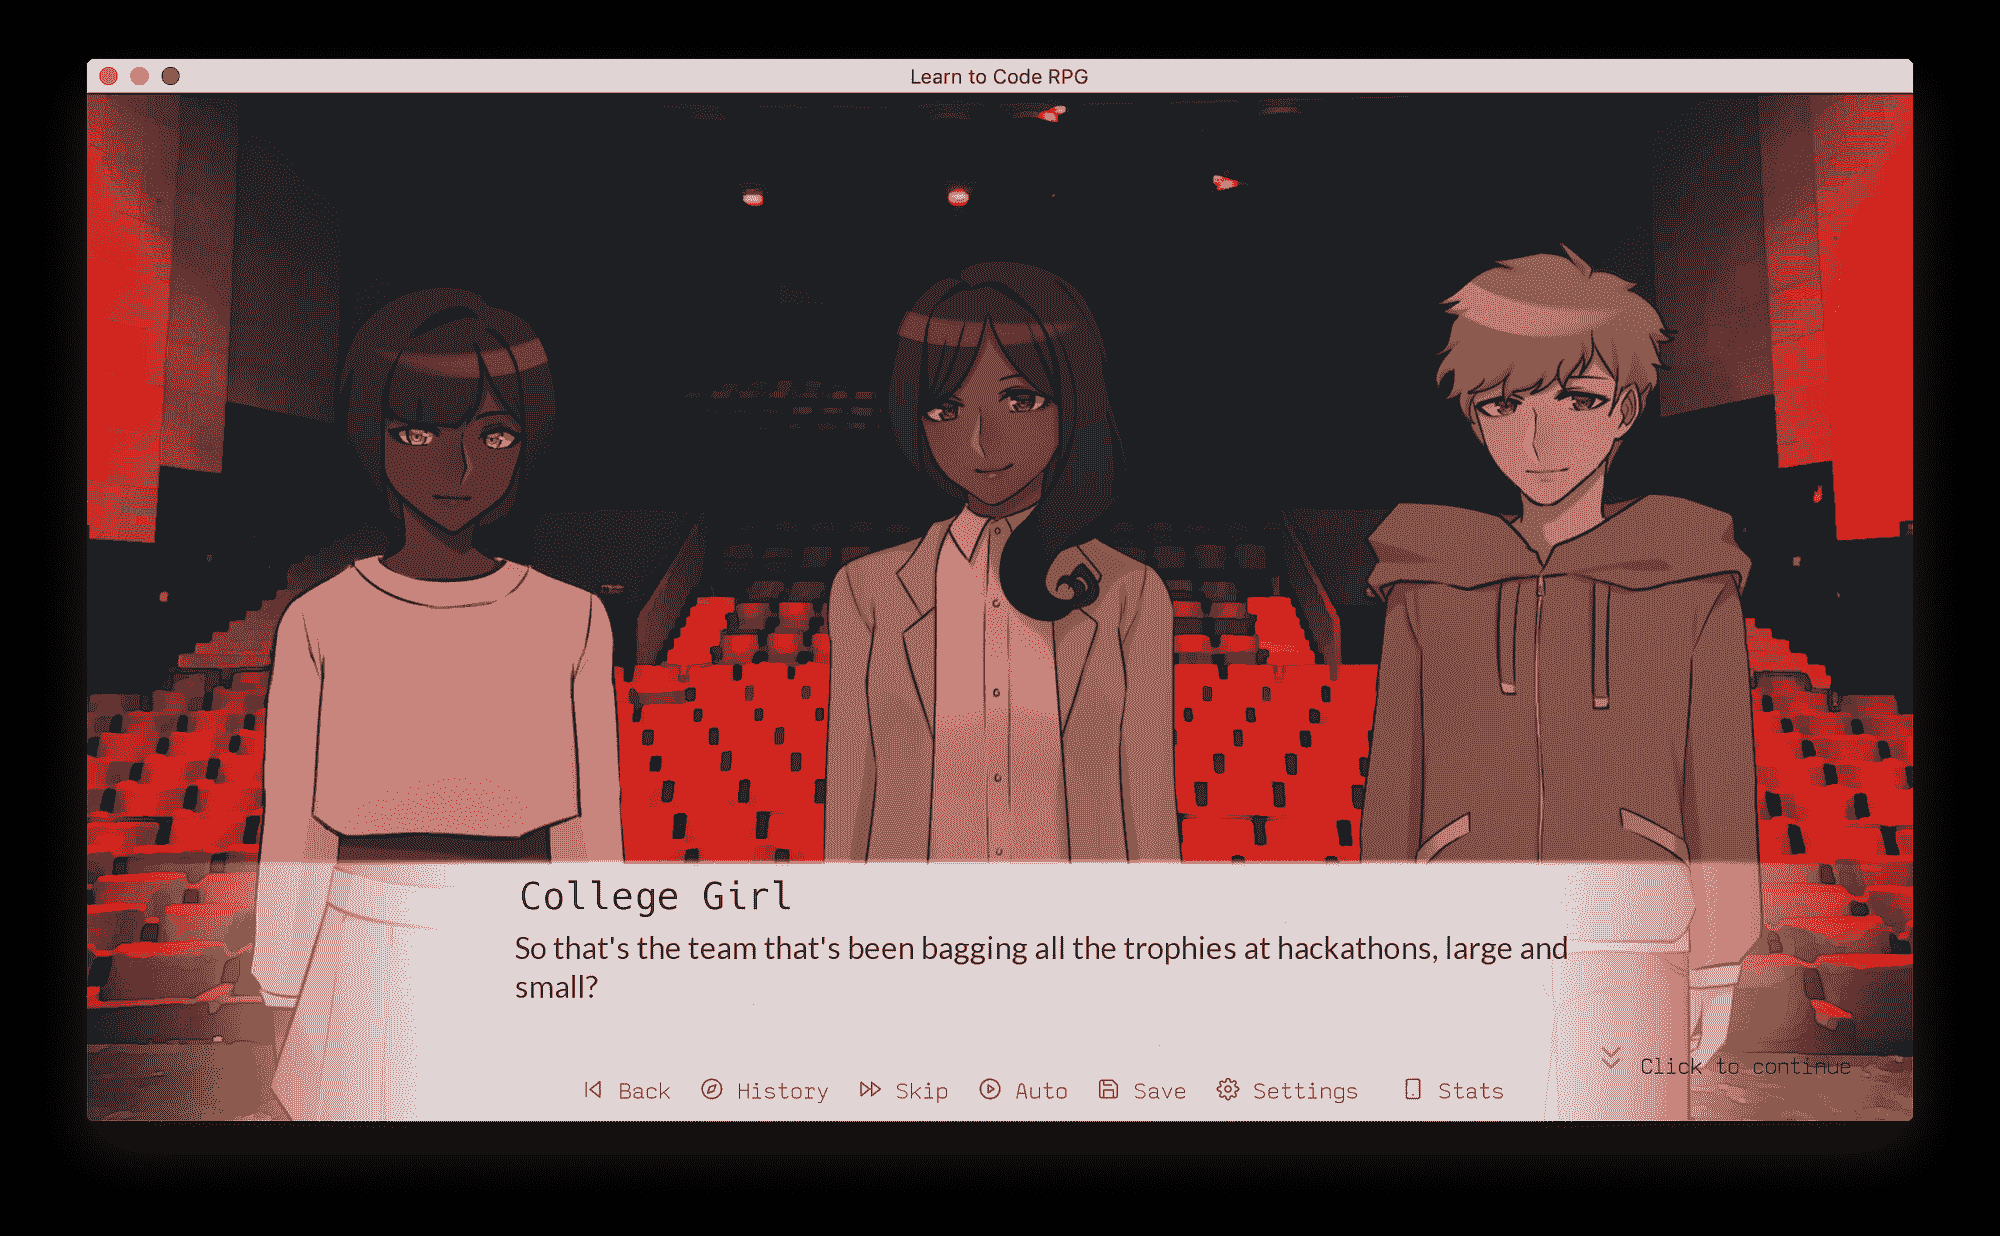 Learn to Code RPG
College Girl
So that's the team that's been bagging all the trophies at hackathons, large and
small?
Click to continue
Back History Skip Auto Save Settings Stats